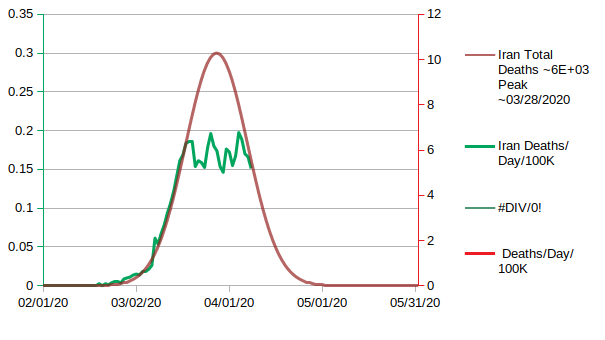 0.35
0.3
0.25
0.2
0.15
0.1
0.05
0
12
10
8
6
4
2
0
02/01/20
03/02/20
04/01/20
05/01/20
05/31/20
Iran Total
Deaths ~6E+03
Peak
~03/28/2020
Iran Deaths/
Day/100K
#DIV/0!
Deaths/Day/
100K